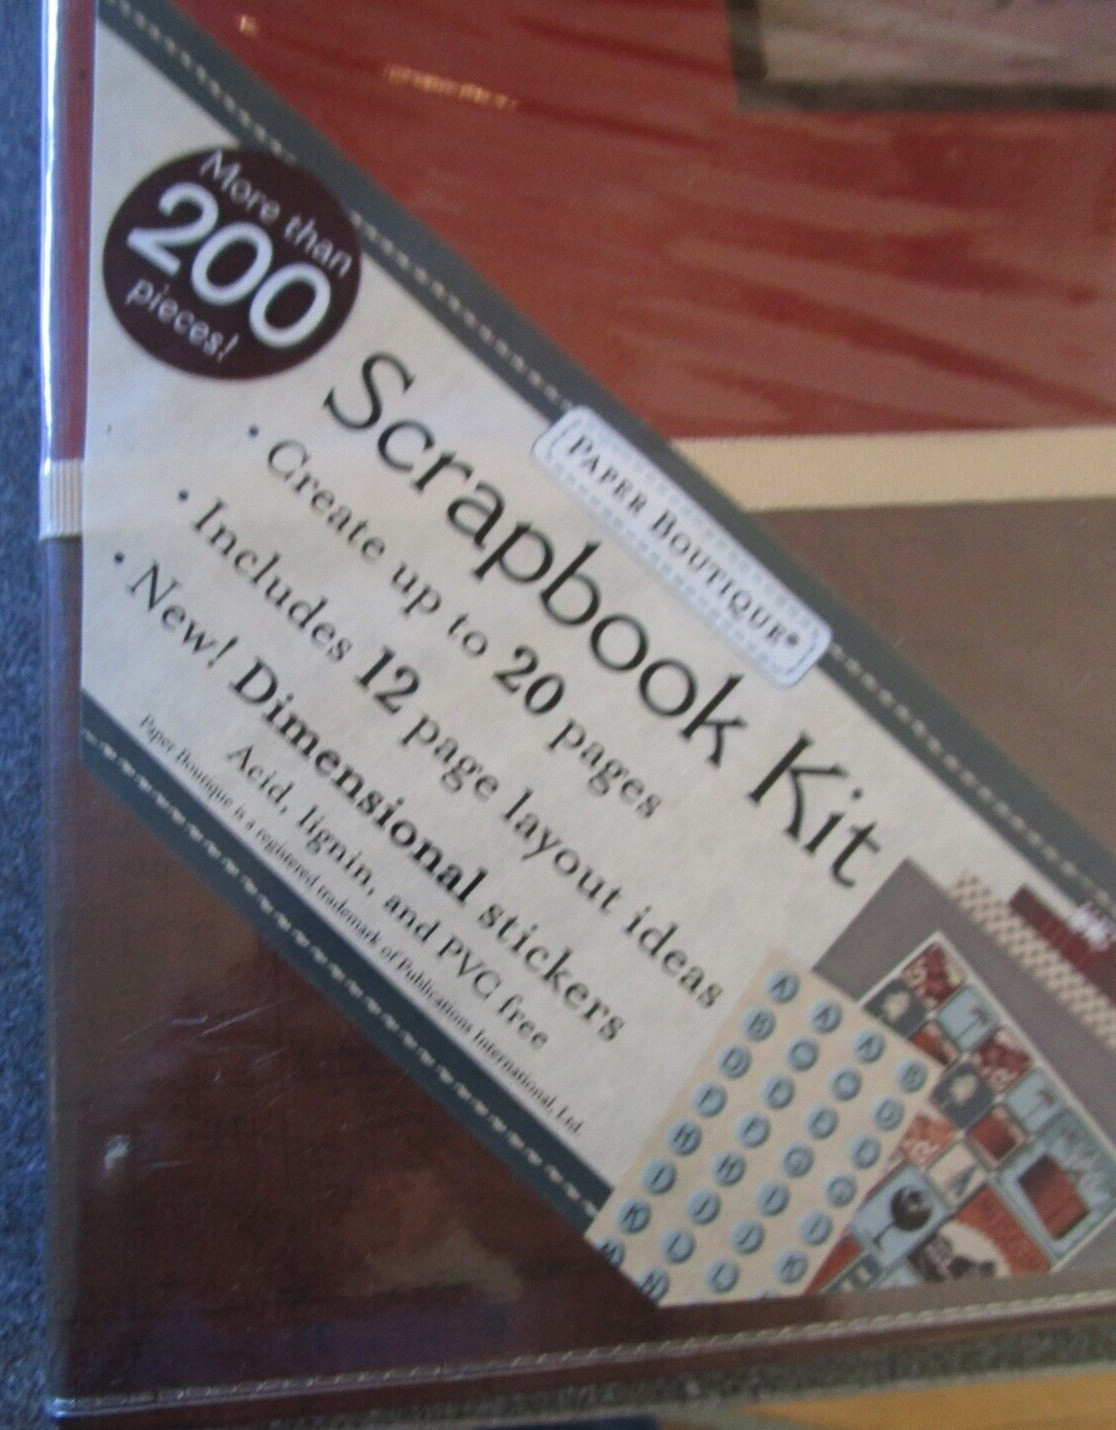 More than
200
pieces!
PAPER BOUTIQUE®
Scrapbook Kit
• Create up to 20 pages
• Includes 12 page layout ideas
• New! Dimensional stickers
Acid, lignin, and PVC free
Paper Boutique is a registered trademark of Publications International, Ltd.